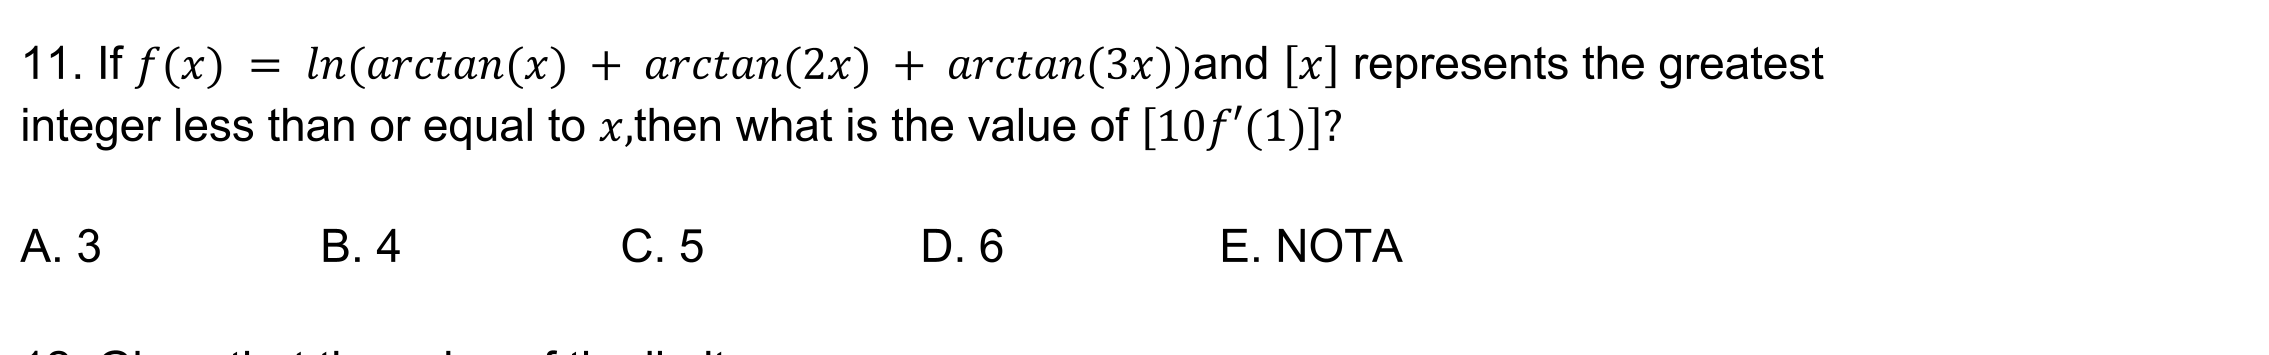 11. If f(x) = ln(arctan(x) + arctan(2x) + arctan(3x))and [x] represents the greatest
integer less than or equal to x,then what is the value of [10f′(1)]?
A. 3 B. 4 C. 5 D. 6 E. NOTA